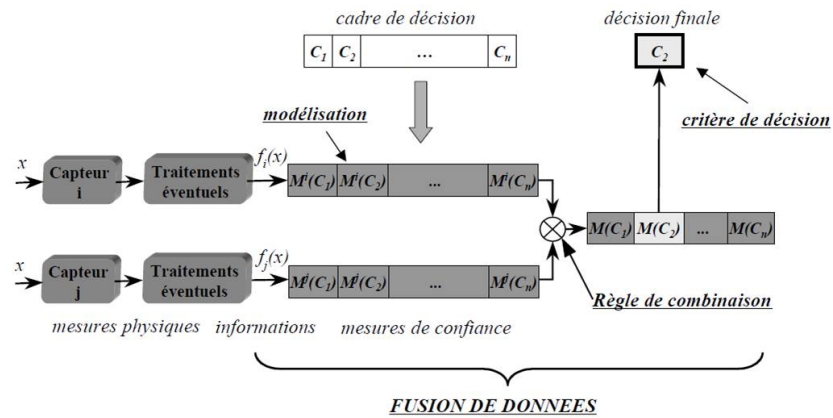 cadre de décision
décision finale
C1 C2 ... Cn
C2
modélisation
critère de décision
x
Capteur i
Traitements éventuels
fi(x)
Mi(C1) Mi(C2) ... Mi(Cn)
M(C1) M(C2) ... M(Cn)
x
Capteur j
Traitements éventuels
fj(x)
Mj(C1) Mj(C2) ... Mj(Cn)
Règle de combinaison
mesures physiques informations mesures de confiance
FUSION DE DONNEES